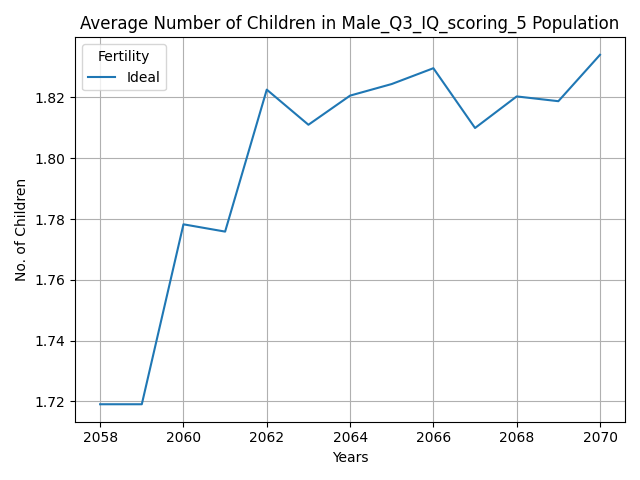 Average Number of Children in Male_Q3_IQ_scoring_5 Population
Fertility
Ideal
No. of Children
1.82
1.80
1.78
1.76
1.74
1.72
2058 2060 2062 2064 2066 2068 2070
Years